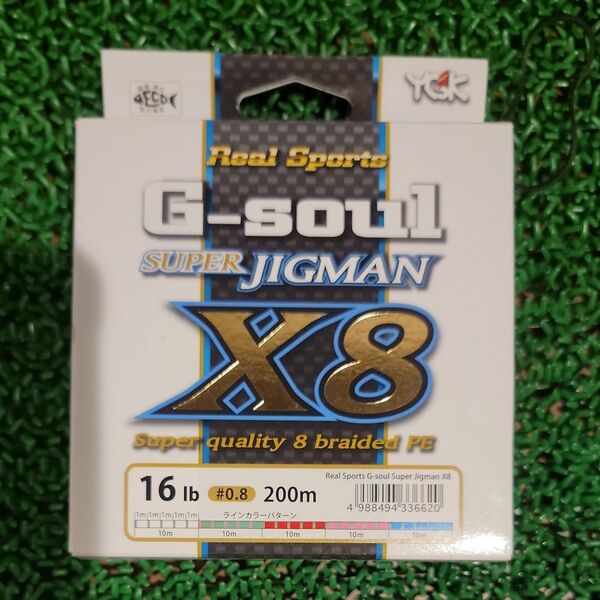 YGK
Real Sports
G-soul
SUPER JIGMAN
X8
Super quality 8 braided PE
Real Sports G-soul Super Jigman X8
16 lb #0.8 200m
4 988494 336620
|1m|1m|1m|1m|1m| ラインカラーパターン
10m 10m 10m 10m 10m